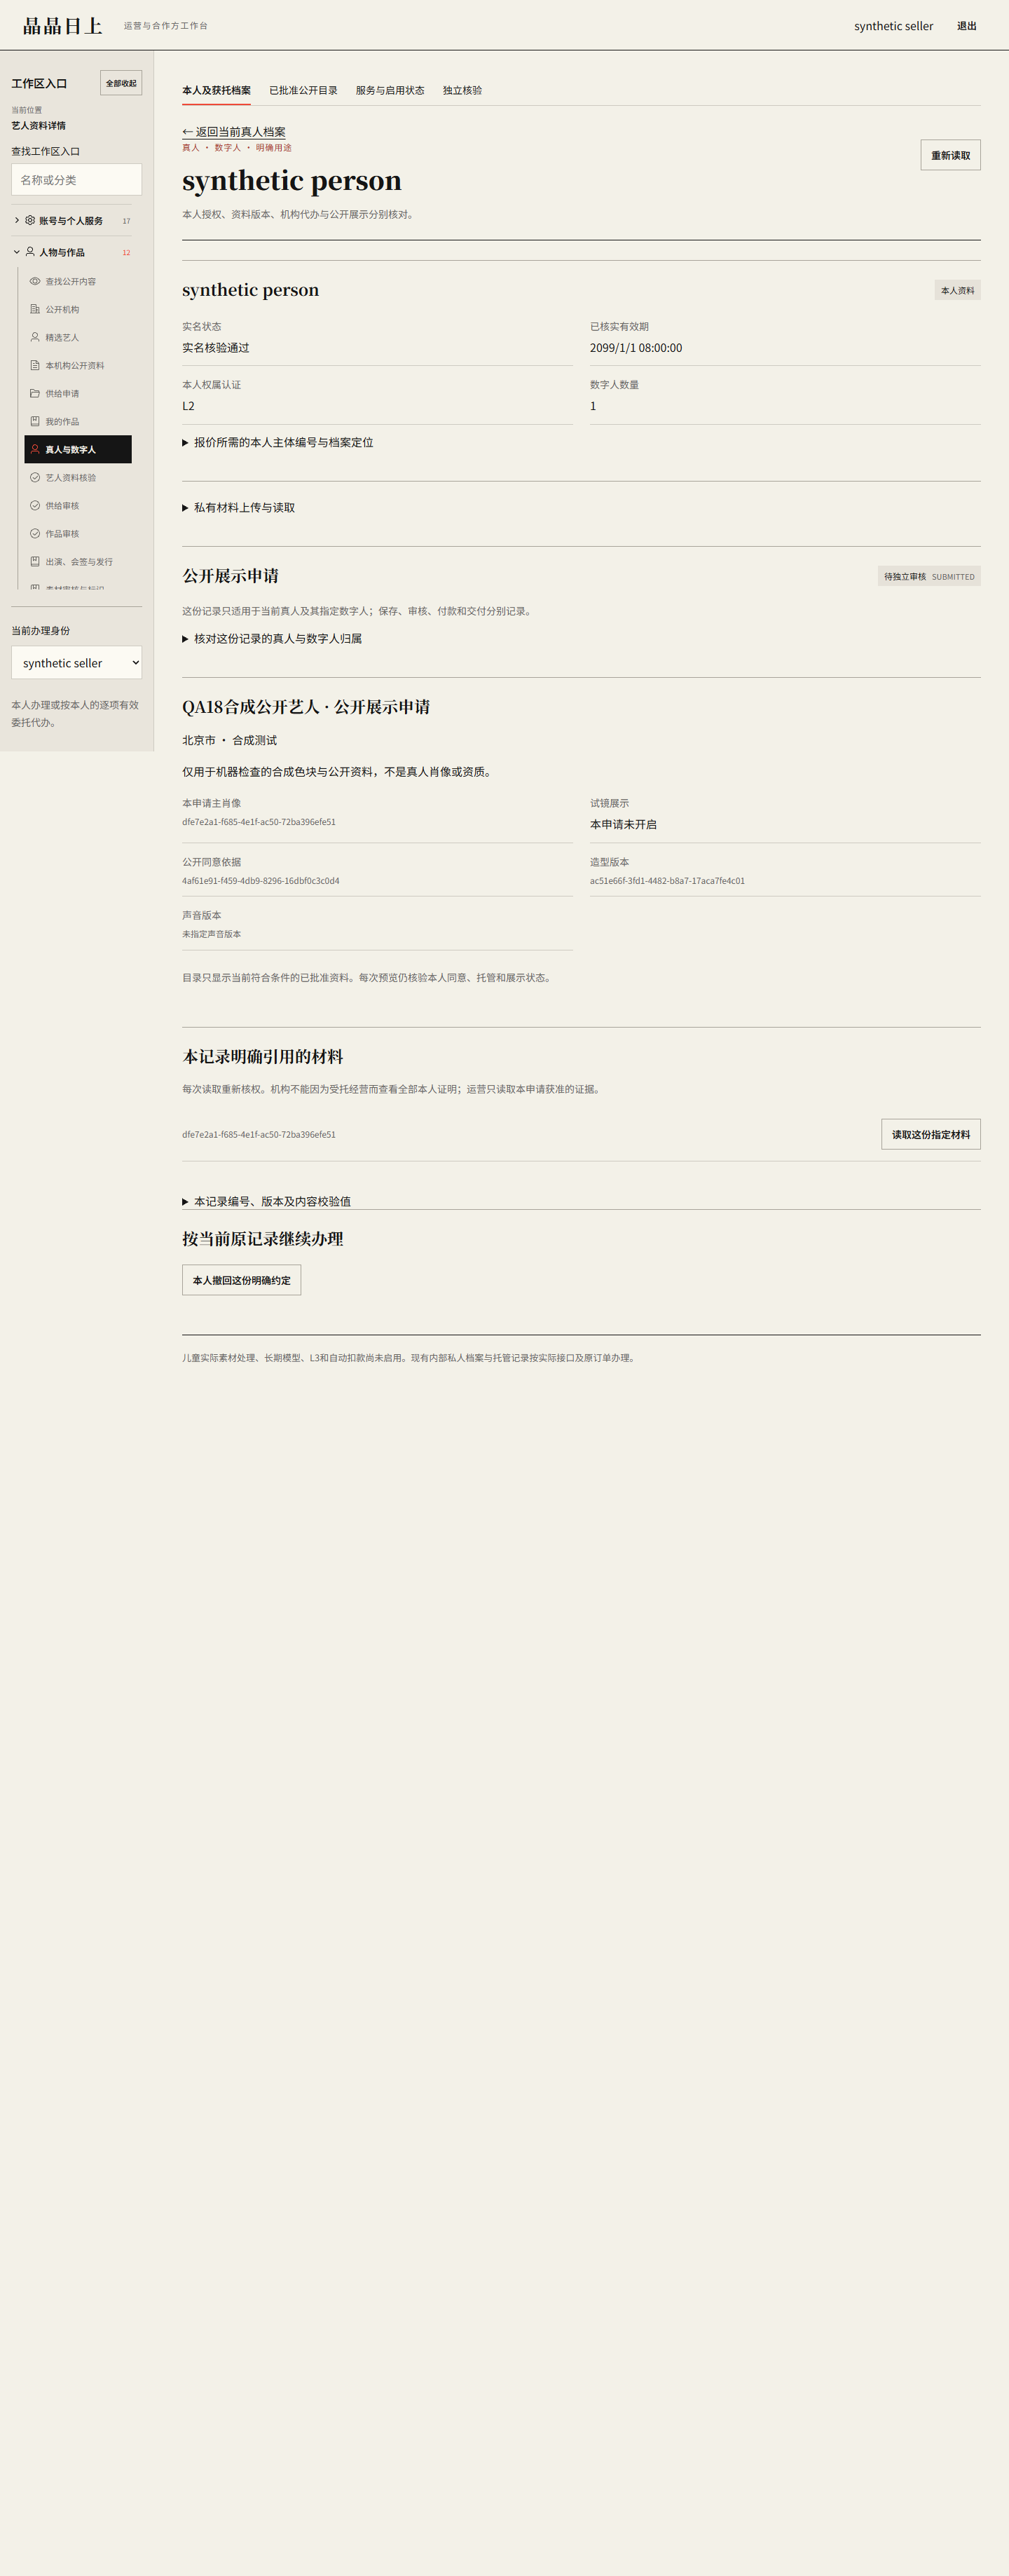 晶晶日上
运营与合作方工作台
synthetic seller
退出
工作区入口
全部收起
当前位置
艺人资料详情
查找工作区入口
名称或分类
账号与个人服务
17
人物与作品
12
查找公开内容
公开机构
精选艺人
本机构公开资料
供给申请
我的作品
真人与数字人
艺人资料核验
供给审核
作品审核
出演、会签与发行
当前办理身份
synthetic seller
本人办理或按本人的逐项有效
委托代办。
本人及获托档案
已批准公开目录
服务与启用状态
独立核验
← 返回当前真人档案
真人 · 数字人 · 明确用途
synthetic person
重新读取
本人授权、资料版本、机构代办与公开展示分别核对。
synthetic person
本人资料
实名状态
实名核验通过
已核实有效期
2099/1/1 08:00:00
本人权属认证
L2
数字人数量
1
报价所需的本人主体编号与档案定位
私有材料上传与读取
公开展示申请
待独立审核 SUBMITTED
这份记录只适用于当前真人及其指定数字人；保存、审核、付款和交付分别记录。
核对这份记录的真人与数字人归属
QA18合成公开艺人 · 公开展示申请
北京市 · 合成测试
仅用于机器检查的合成色块与公开资料，不是真人肖像或资质。
本申请主肖像
dfe7e2a1-f685-4e1f-ac50-72ba396efe51
试镜展示
本申请未开启
公开同意依据
4af61e91-f459-4db9-8296-16dbf0c3c0d4
造型版本
ac51e66f-3fd1-4482-b8a7-17aca7fe4c01
声音版本
未指定声音版本
目录只显示当前符合条件的已批准资料。每次预览仍核验本人同意、托管和展示状态。
本记录明确引用的材料
每次读取重新核权。机构不能因为受托经营而查看全部本人证明；运营只读取本申请获准的证据。
dfe7e2a1-f685-4e1f-ac50-72ba396efe51
读取这份指定材料
本记录编号、版本及内容校验值
按当前原记录继续办理
本人撤回这份明确约定
儿童实际素材处理、长期模型、L3和自动扣款尚未启用。现有内部私人档案与托管记录按实际接口及原订单办理。